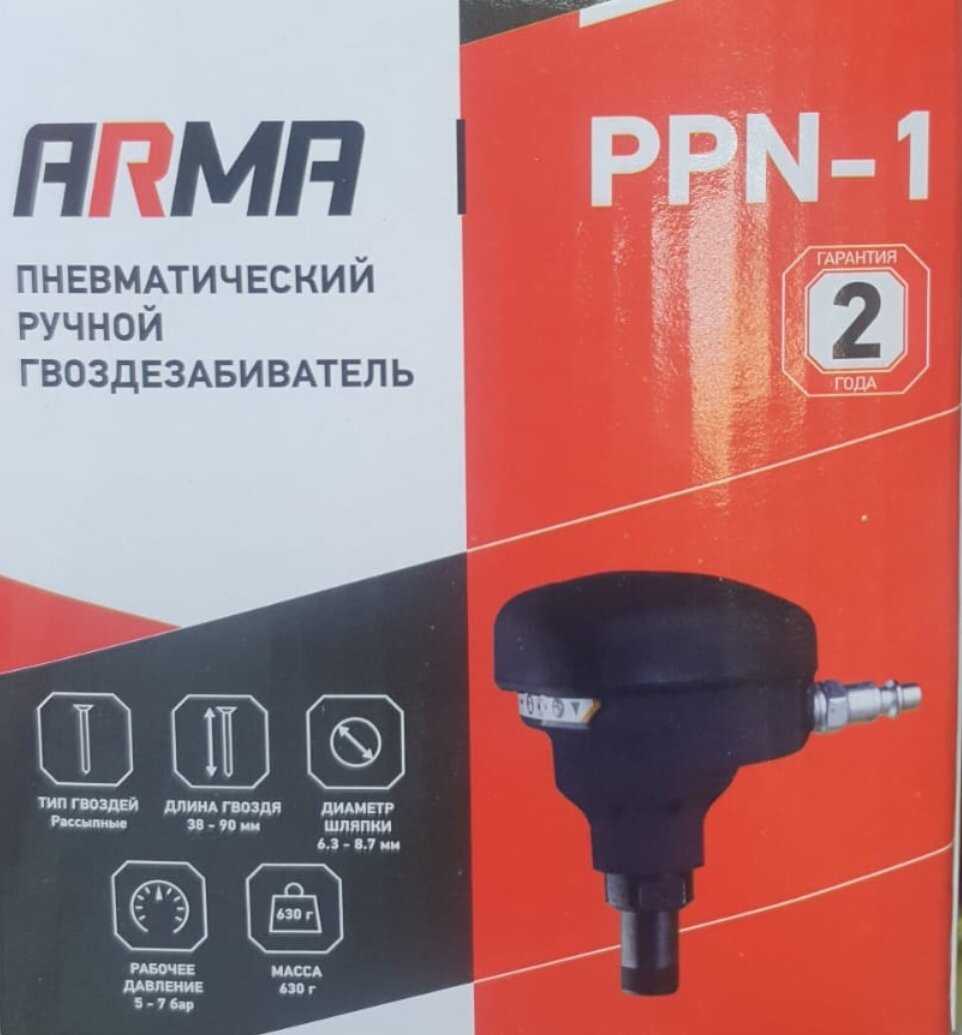 ARMA
PPN-1
ПНЕВМАТИЧЕСКИЙ
РУЧНОЙ
ГВОЗДЕЗАБИВАТЕЛЬ
ГАРАНТИЯ
2
ГОДА
ТИП ГВОЗДЕЙ
Рассыпные
ДЛИНА ГВОЗДЯ
38 - 90 мм
ДИАМЕТР
ШЛЯПКИ
6.3 - 8.7 мм
РАБОЧЕЕ
ДАВЛЕНИЕ
5 - 7 бар
630 г
МАССА
630 г